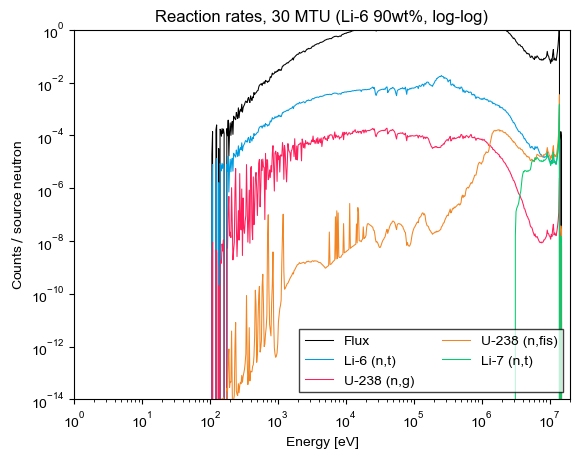 Reaction rates, 30 MTU (Li-6 90wt%, log-log)
Counts / source neutron
10^0
10^−2
10^−4
10^−6
10^−8
10^−10
10^−12
10^−14
Flux
Li-6 (n,t)
U-238 (n,g)
U-238 (n,fis)
Li-7 (n,t)
10^0 10^1 10^2 10^3 10^4 10^5 10^6 10^7
Energy [eV]